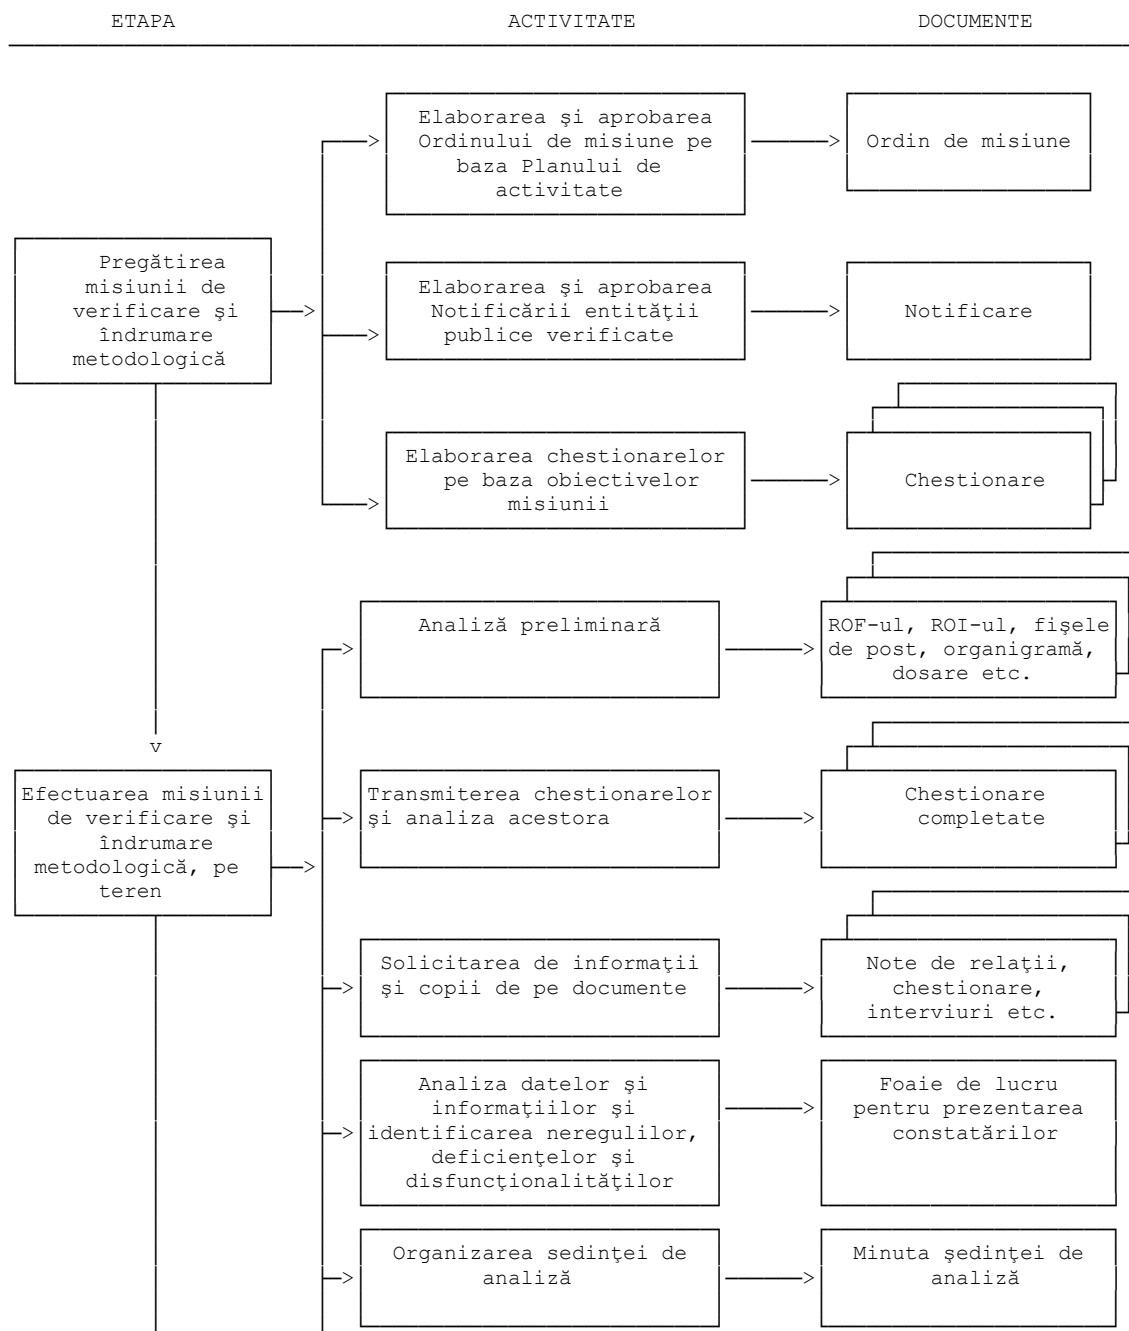 ETAPA ACTIVITATE DOCUMENTE
Elaborarea şi aprobarea
Ordinului de misiune pe
baza Planului de
activitate
Ordin de misiune
Pregătirea
misiunii de
verificare şi
îndrumare
metodologică
Elaborarea şi aprobarea
Notificării entităţii
publice verificate
Notificare
Elaborarea chestionarelor
pe baza obiectivelor
misiunii
Chestionare
Analiză preliminară
ROF-ul, ROI-ul, fişele
de post, organigramă,
dosare etc.
Efectuarea misiunii
de verificare şi
îndrumare
metodologică, pe
teren
Transmiterea chestionarelor
şi analiza acestora
Chestionare
completate
Solicitarea de informaţii
şi copii de pe documente
Note de relaţii,
chestionare,
interviuri etc.
Analiza datelor şi
informaţiilor şi
identificarea neregulilor,
deficienţelor şi
disfuncţionalităţilor
Foaie de lucru
pentru prezentarea
constatărilor
Organizarea sedinţei de
analiză
Minuta şedinţei de
analiză